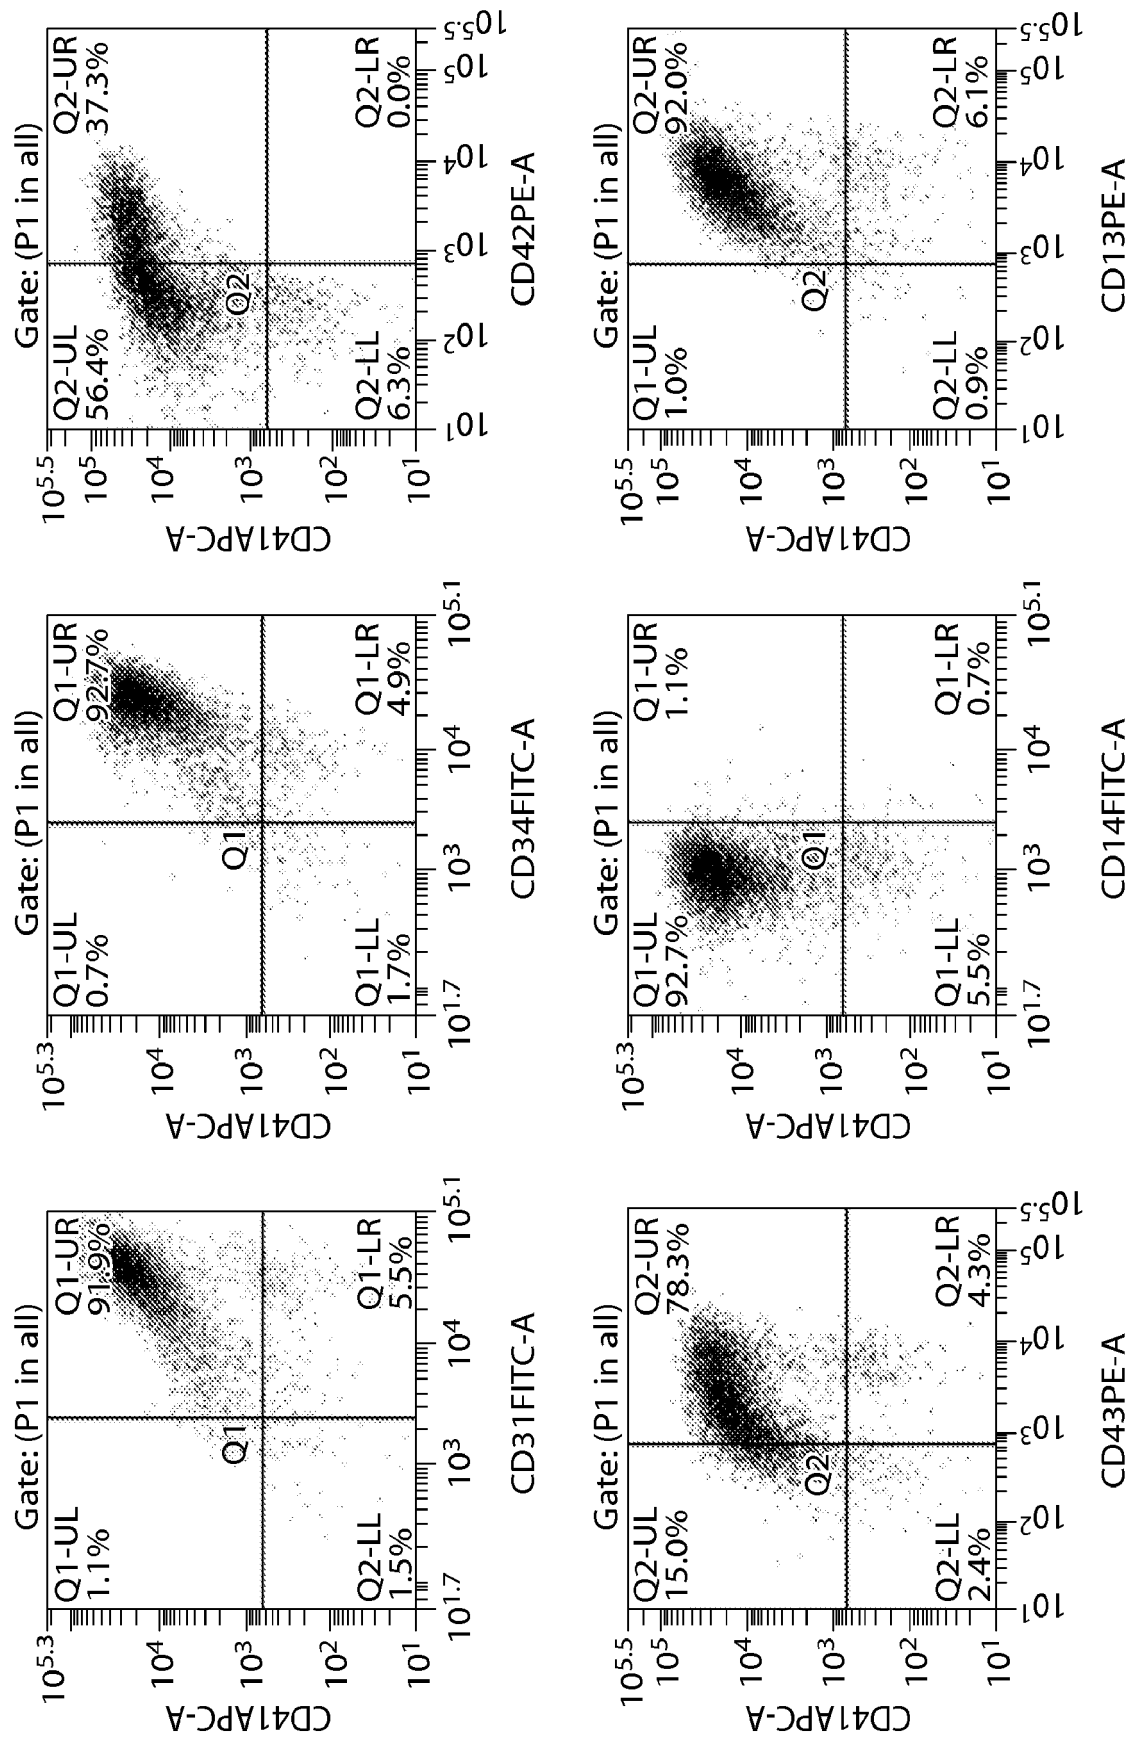 Gate: (P1 in all)
Q1-UL
1.1%
Q1-UR
91.9%
Q1
Q2-LL
1.5%
Q1-LR
5.5%
10^5.3
10^4
10^3
10^2
10^1
CD41APC-A
10^1.7
10^3
10^4
10^5.1
CD31FITC-A
Gate: (P1 in all)
Q1-UL
0.7%
Q1-UR
92.7%
Q1
Q1-LL
1.7%
Q1-LR
4.9%
10^5.3
10^4
10^3
10^2
10^1
CD41APC-A
10^1.7
10^3
10^4
10^5.1
CD34FITC-A
Gate: (P1 in all)
Q2-UL
56.4%
Q2-UR
37.3%
Q2
Q2-LL
6.3%
Q2-LR
0.0%
10^5.5
10^5
10^4
10^3
10^2
10^1
CD41APC-A
10^1
10^2
10^3
10^4
10^5
10^5.5
CD42PE-A
Gate: (P1 in all)
Q2-UL
15.0%
Q2-UR
78.3%
Q2
Q2-LL
2.4%
Q2-LR
4.3%
10^5.5
10^5
10^4
10^3
10^2
10^1
CD41APC-A
10^1
10^2
10^3
10^4
10^5
10^5.5
CD43PE-A
Gate: (P1 in all)
Q1-UL
92.7%
Q1-UR
1.1%
Q1
Q1-LL
5.5%
Q1-LR
0.7%
10^5.3
10^4
10^3
10^2
10^1
CD41APC-A
10^1.7
10^3
10^4
10^5.1
CD14FITC-A
Gate: (P1 in all)
Q1-UL
1.0%
Q2-UR
92.0%
Q2
Q2-LL
0.9%
Q2-LR
6.1%
10^5.5
10^5
10^4
10^3
10^2
10^1
CD41APC-A
10^1
10^2
10^3
10^4
10^5
10^5.5
CD13PE-A